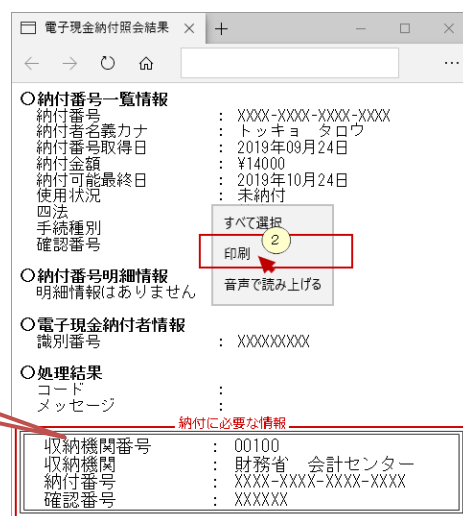 電子現金納付照会結果
〇納付番号一覧情報
納付番号 : XXXX-XXXX-XXXX-XXXX
納付者名義カナ : トッキョ タロウ
納付番号取得日 : 2019年09月24日
納付金額 : ¥14000
納付可能最終日 : 2019年10月24日
使用状況 : 未納付
四法
手続種別
確認番号
すべて選択
2
印刷
音声で読み上げる
〇納付番号明細情報
明細情報はありません
〇電子現金納付者情報
識別番号 : XXXXXXXXX
〇処理結果
コード :
メッセージ :
納付に必要な情報
収納機関番号 : 00100
収納機関 : 財務省 会計センター
納付番号 : XXXX-XXXX-XXXX-XXXX
確認番号 : XXXXXX